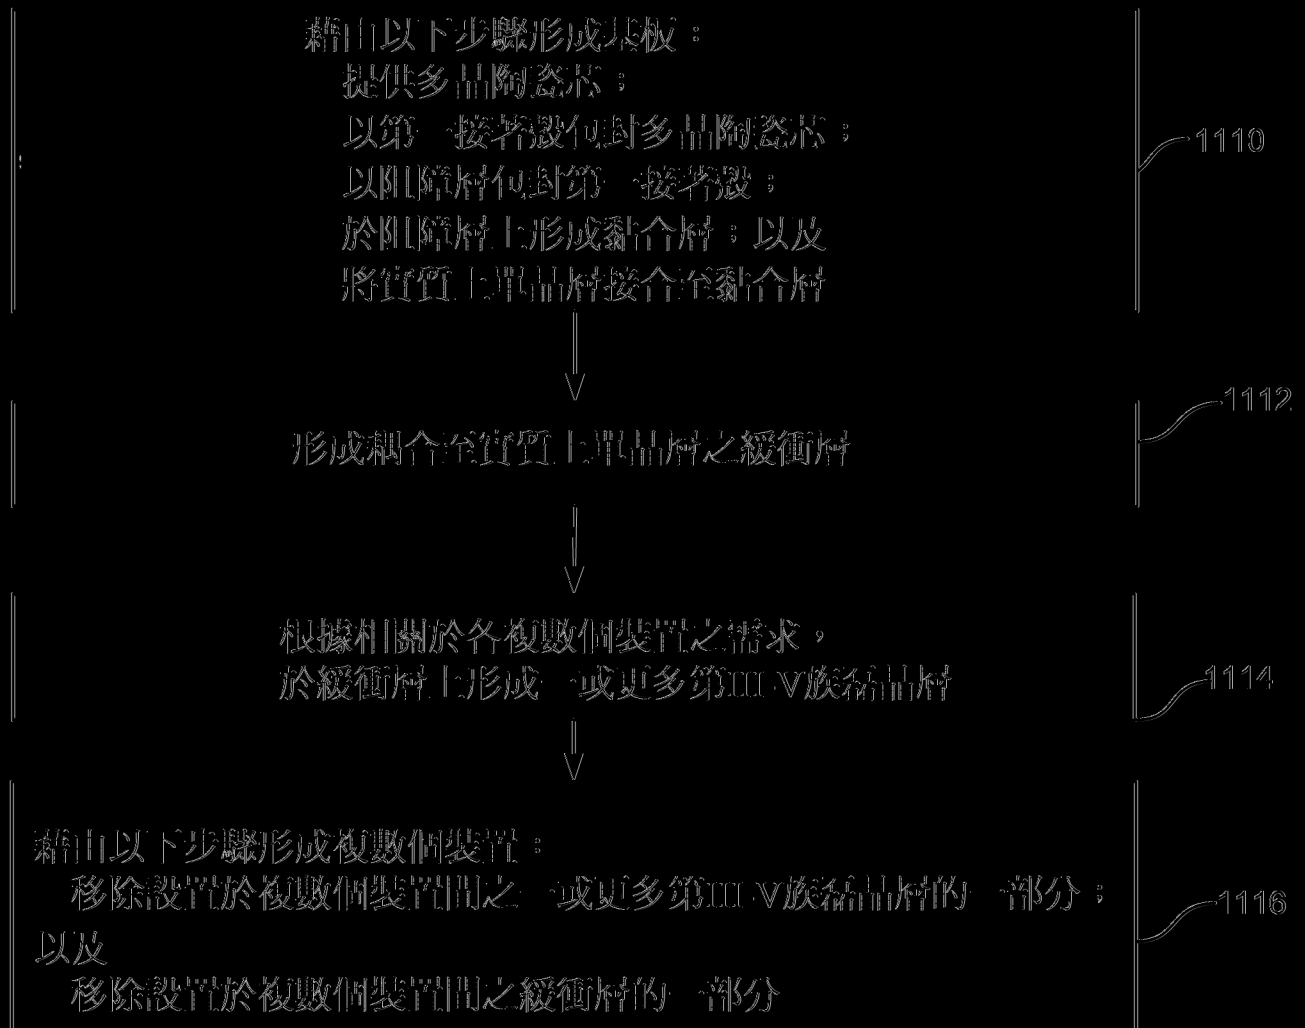 藉由以下步驟形成基板：
提供多晶陶瓷芯；
以第一接著殼包封多晶陶瓷芯；
以阻障層包封第一接著殼；
於阻障層上形成黏合層；以及
將實質上單晶層接合至黏合層
1110
形成耦合至實質上單晶層之緩衝層
1112
根據相關於各複數個裝置之需求，
於緩衝層上形成一或更多第III-V族磊晶層
1114
藉由以下步驟形成複數個裝置：
移除設置於複數個裝置間之一或更多第III-V族磊晶層的一部分；
以及
移除設置於複數個裝置間之緩衝層的一部分
1116